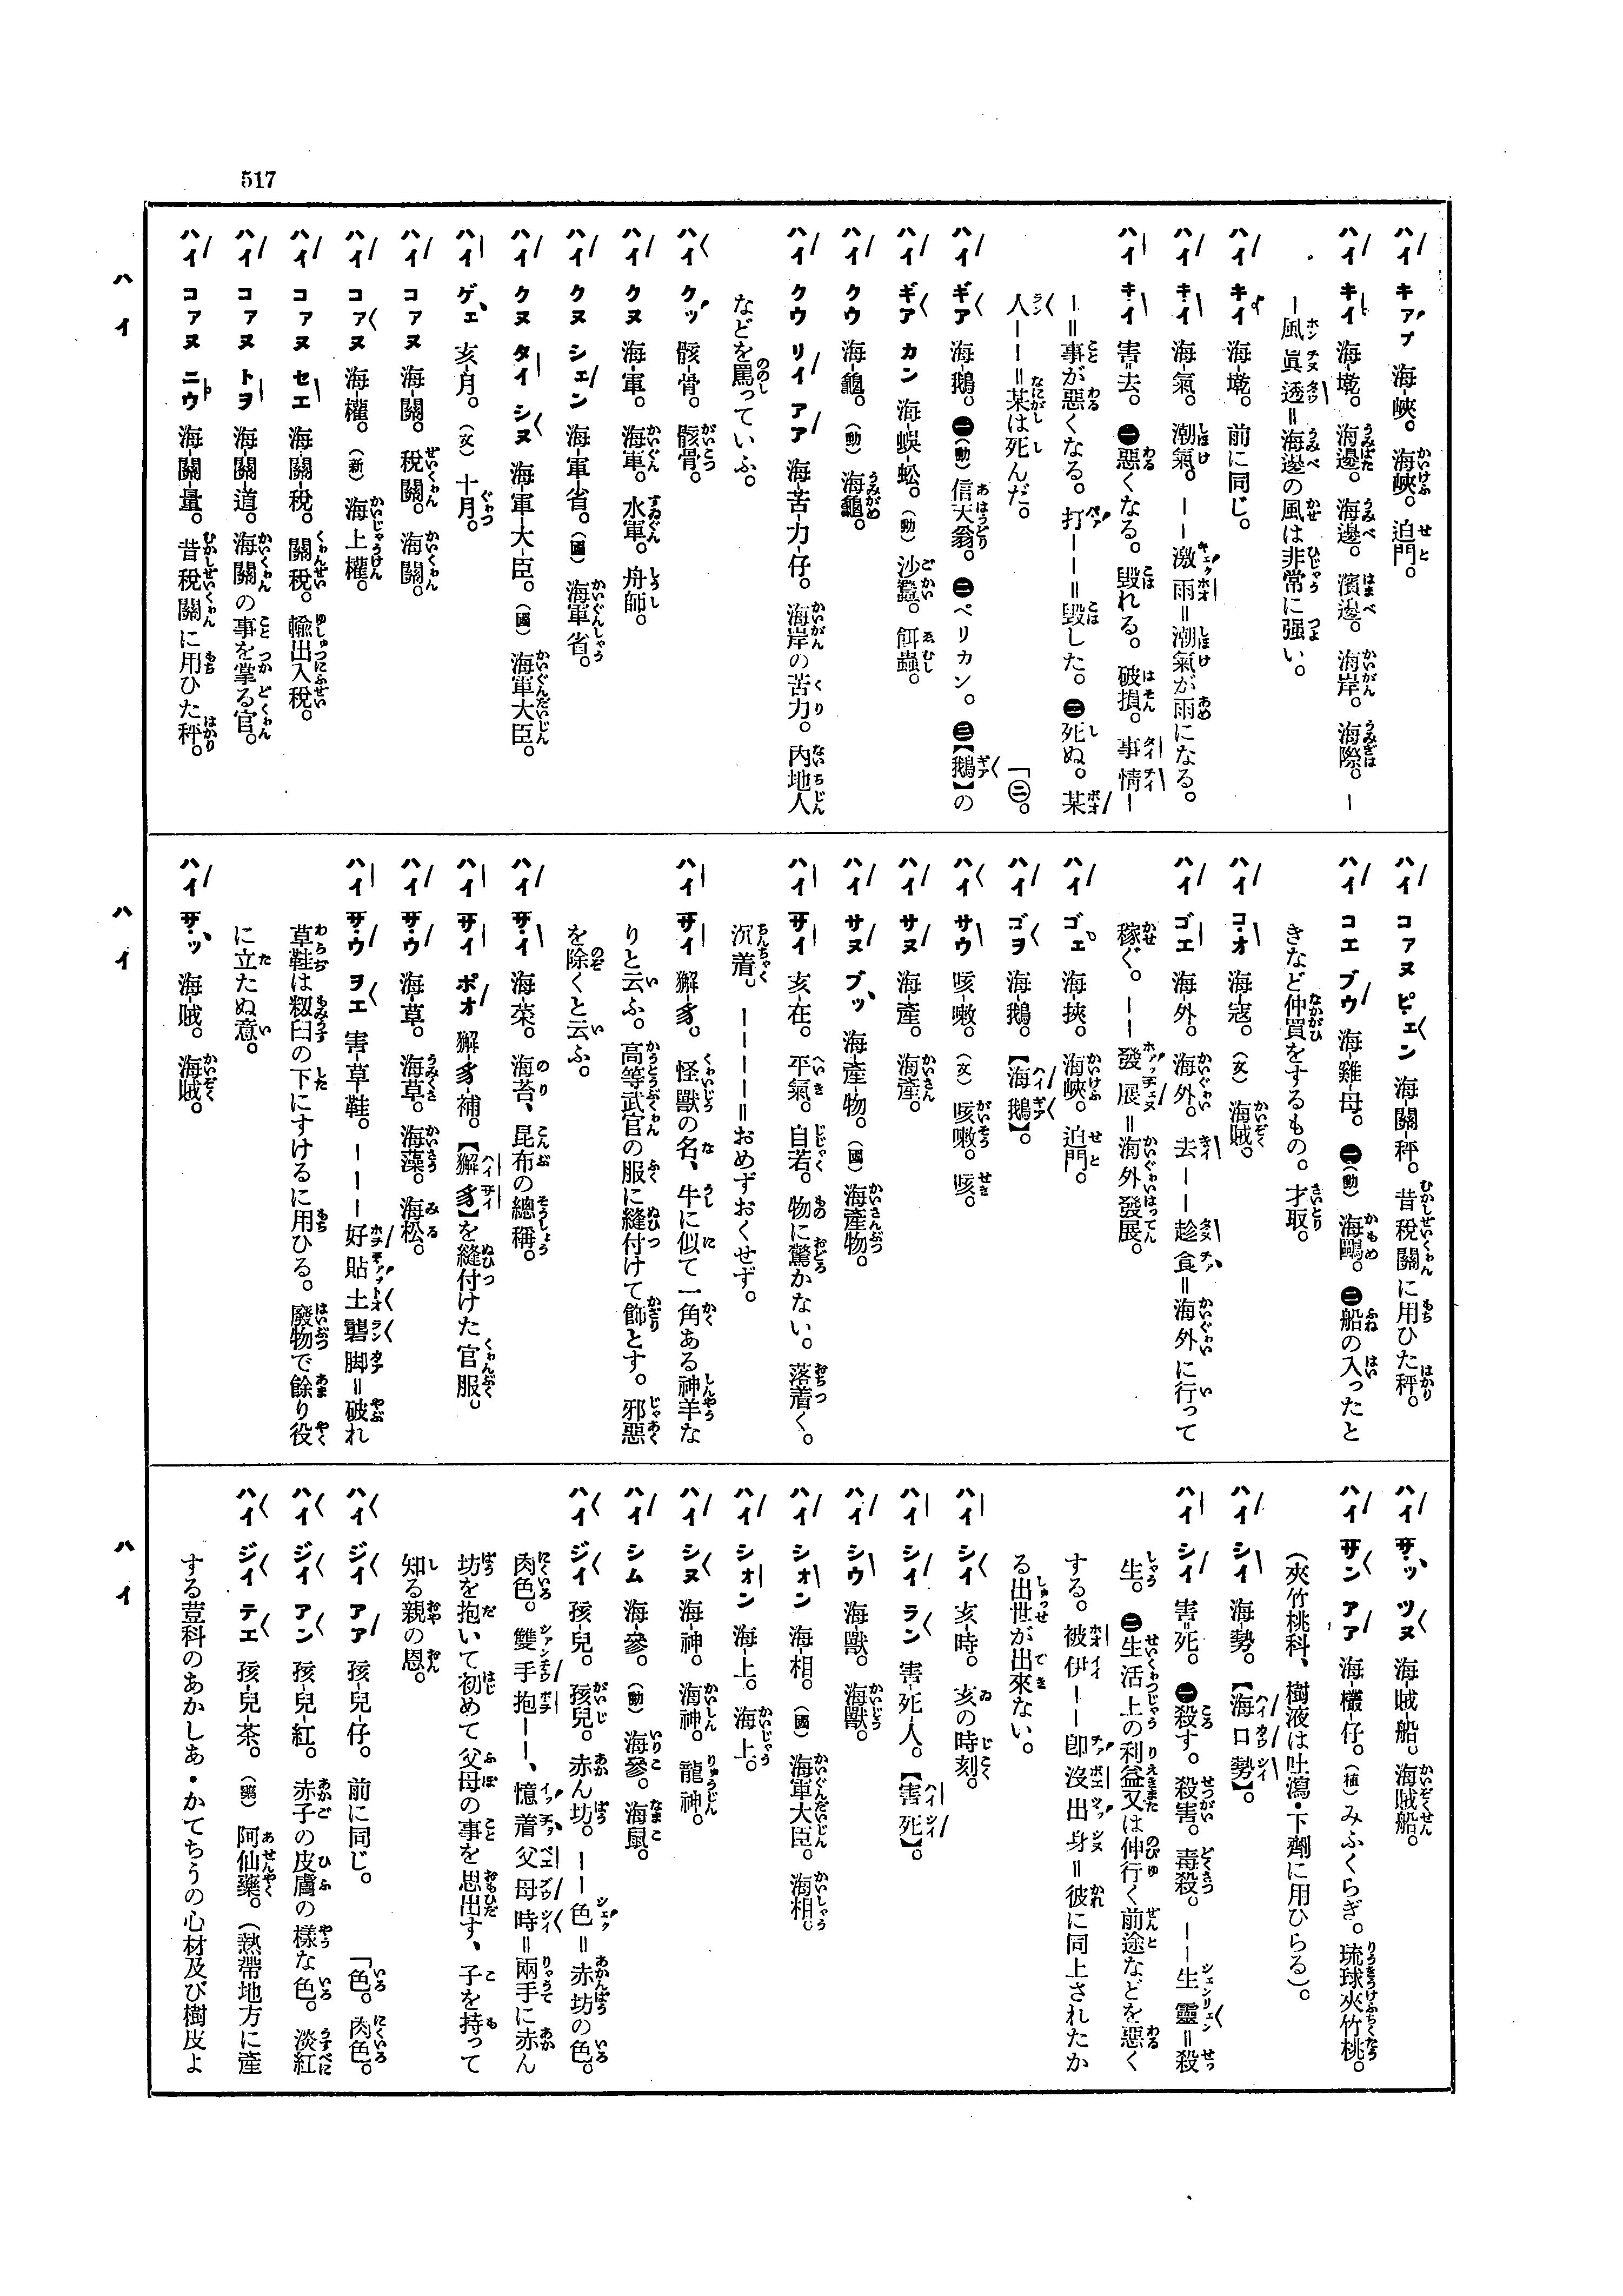 517
ハイ キァプ 海-峽。海峽。迫門。
ハイ キイ 海-墘。海邊。海邊。濱邊。海岸。海際。―
―風眞透＝海邊の風は非常に强い。
ハイ キイ 海-墘。前に同じ。
ハイ キイ 海-氣。潮氣。――激雨＝潮氣が雨になる。
ハイ キイ 害=去。㊀惡くなる。毀れる。破損。事情―
―＝事が惡くなる。打――＝毀した。㊁死ぬ。某
人――＝某は死んだ。「㊁。
ハイ ギア 海-鵝。㊀(動)信天翁。㊁ペリカン。㊂【鵝】の
ハイ ギア カン 海-蜈-蚣。(動)沙蠶。餌蟲。
ハイ クウ 海-龜。(動)海龜。
ハイ クウ リイ アア 海-苦-力-仔。海岸の苦力。內地人
などを罵っていふ。
ハイ クッ 骸-骨。骸骨。
ハイ クヌ 海-軍。海軍。水軍。舟師。
ハイ クヌ シェン 海-軍-省。(國)海軍省。
ハイ クヌ タイ シヌ 海-軍-大-臣。(國)海軍大臣。
ハイ ゲェ 亥-月。(文)十月。
ハイ コァヌ 海-關。稅關。海關。
ハイ コァヌ 海-權。(新)海上權。
ハイ コァヌ セエ 海-關-稅。關稅。輸出入稅。
ハイ コァヌ トヲ 海-關-道。海關の事を掌る官。
ハイ コァヌ ニウ 海-關-量。昔稅關に用ひた秤。
ハイ
ハイ コァヌ ピェン 海-關-秤。昔稅關に用ひた秤。
ハイ コエ ブウ 海-雞-母。㊀(動)海鷗。㊁船の入ったと
きなど仲買をするもの。才取。
ハイ コオ 海-寇。(文)海賊。
ハイ ゴエ 海-外。海外。去――趁食＝海外に行って
稼ぐ。――發展＝海外發展。
ハイ ゴェ 海-挾。海峽。迫門。
ハイ ゴヲ 海-鵝。【海鵝】。
ハイ サウ 咳-嗽。(文)咳嗽。咳。
ハイ サヌ 海-產。海產。
ハイ サヌ ブッ 海-產-物。(國)海產物。
ハイ サイ 亥-在。平氣。自若。物に驚かない。落着く。
沉着。――――＝おめずおくせず。
ハイ サイ 獬-豸。怪獸の名、牛に似て一角ある神羊な
りと云ふ。高等武官の服に縫付けて飾とす。邪惡
を除くと云ふ。
ハイ サイ 海-菜。海苔、昆布の總稱。
ハイ サイ ポオ 獬-豸-補。【獬豸】を縫付けた官服。
ハイ サウ 海-草。海草。海藻。海松。
ハイ サウ ヲエ 害-草-鞋。―――好貼土礱脚＝破れ
草鞋は籾臼の下にすけるに用ひる。廢物で餘り役
に立たぬ意。
ハイ サッ 海-賊。海賊。
ハイ
ハイ サッ ツヌ 海-賊-船。海賊船。
ハイ サン アア 海-欉-仔。(植)みふくらぎ。琉球夾竹桃。
(夾竹桃科、樹液は吐瀉・下劑に用ひらる)。
ハイ シイ 海-勢。【海口勢】。
ハイ シイ 害=死。㊀殺す。殺害。毒殺。――生靈＝殺
生。㊁生活上の利益又は伸行く前途などを惡く
する。被伊――卽沒出身＝彼に同上されたか
る出世が出來ない。
ハイ シイ 亥-時。亥の時刻。
ハイ シイ ラン 害死人。【害死】。
ハイ シウ 海-獸。海獸。
ハイ シォン 海-相。(國)海軍大臣。海相。
ハイ シォン 海-上。海上。
ハイ シヌ 海-神。海神。龍神。
ハイ シム 海-參。(動)海參。海鼠。
ハイ ジイ 孩-兒。孩兒。赤ん坊。――色＝赤坊の色。
肉色。雙手抱――、憶着父母時＝兩手に赤ん
坊を抱いて初めて父母の事を思出す、子を持って
知る親の恩。
ハイ ジイ アア 孩-兒-仔。前に同じ。「色。肉色。
ハイ ジイ アン 孩-兒-紅。赤子の皮膚の樣な色。淡紅
ハイ ジイ テエ 孩-兒-茶。(藥)阿仙藥。(熱帶地方に產
する荳科のあかしあ・かてちうの心材及び樹皮よ
ハイ